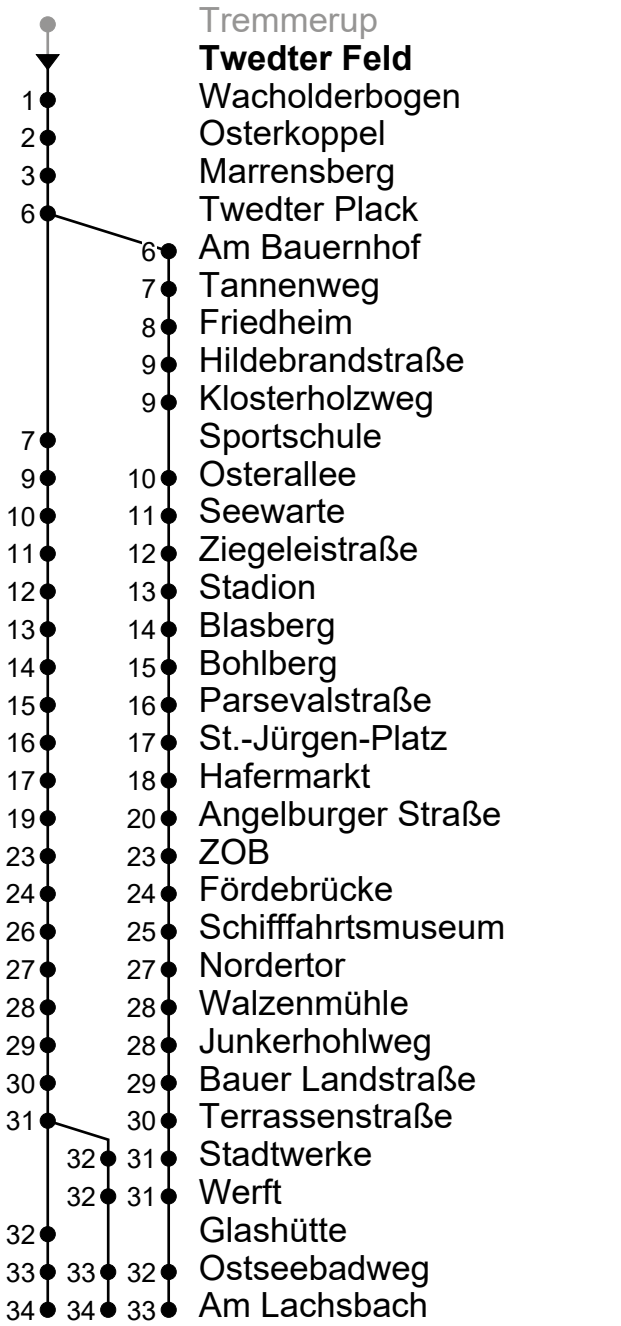 Tremmerup
Twedter Feld
1 Wacholderbogen
2 Osterkoppel
3 Marrensberg
6 Twedter Plack
6 Am Bauernhof
7 Tannenweg
8 Friedheim
9 Hildebrandstraße
9 Klosterholzweg
7 Sportschule
9 10 Osterallee
10 11 Seewarte
11 12 Ziegeleistraße
12 13 Stadion
13 14 Blasberg
14 15 Bohlberg
15 16 Parsevalstraße
16 17 St.-Jürgen-Platz
17 18 Hafermarkt
19 20 Angelburger Straße
23 23 ZOB
24 24 Fördebrücke
26 25 Schifffahrtsmuseum
27 27 Nordertor
28 28 Walzenmühle
29 28 Junkerhohlweg
30 29 Bauer Landstraße
31 30 Terrassenstraße
32 31 Stadtwerke
32 31 Werft
32 Glashütte
33 33 32 Ostseebadweg
34 34 33 Am Lachsbach